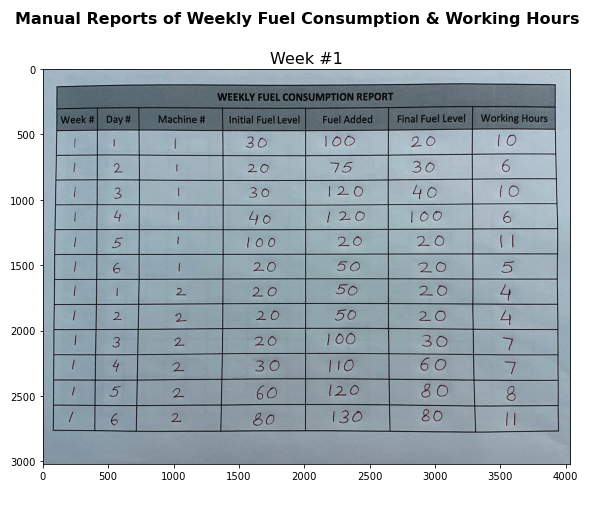 Manual Reports of Weekly Fuel Consumption & Working Hours
Week #1
WEEKLY FUEL CONSUMPTION REPORT
Week # Day # Machine # Initial Fuel Level Fuel Added Final Fuel Level Working Hours
1 1 1 30 100 20 10
1 2 1 20 75 30 6
1 3 1 30 120 40 10
1 4 1 40 120 100 6
1 5 1 100 20 20 11
1 6 1 20 50 20 5
1 1 2 20 50 20 4
1 2 2 20 50 20 4
1 3 2 20 100 30 7
1 4 2 30 110 60 7
1 5 2 60 120 80 8
1 6 2 80 130 80 11
0
500
1000
1500
2000
2500
3000
0 500 1000 1500 2000 2500 3000 3500 4000